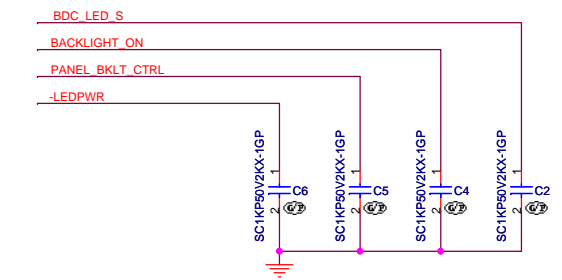 BDC_LED_S
BACKLIGHT_ON
PANEL_BKLT_CTRL
-LEDPWR
SC1KP50V2KX-1GP
1
C6
2
G/P
SC1KP50V2KX-1GP
1
C5
2
G/P
SC1KP50V2KX-1GP
1
C4
2
G/P
SC1KP50V2KX-1GP
1
C2
2
G/P